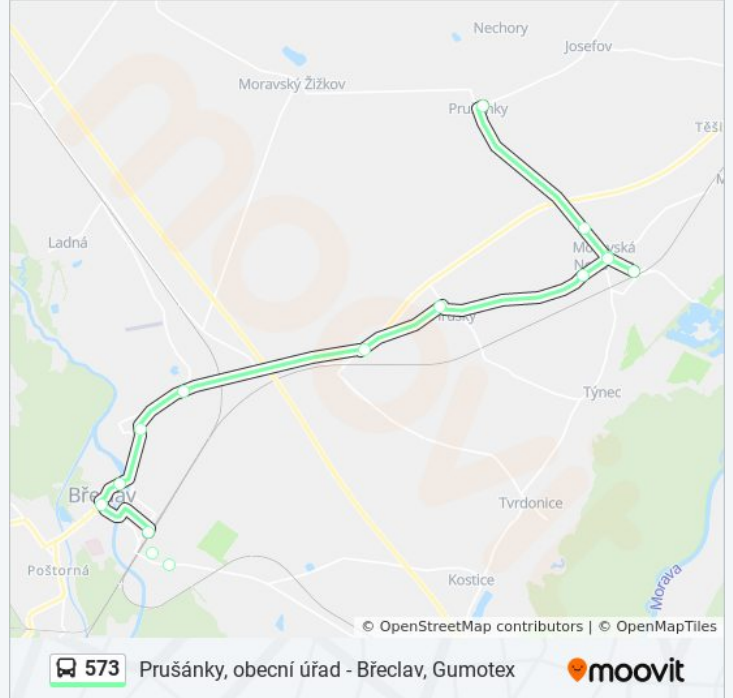 Nechory
Josefov
Moravský Žižkov
Prušánky
Ladná
Týnec
Břeclav
Tvrdonice
Poštorná
Kostice
Morava
© OpenStreetMap contributors | © OpenMapTiles
573 Prušánky, obecní úřad - Břeclav, Gumotex
moovit